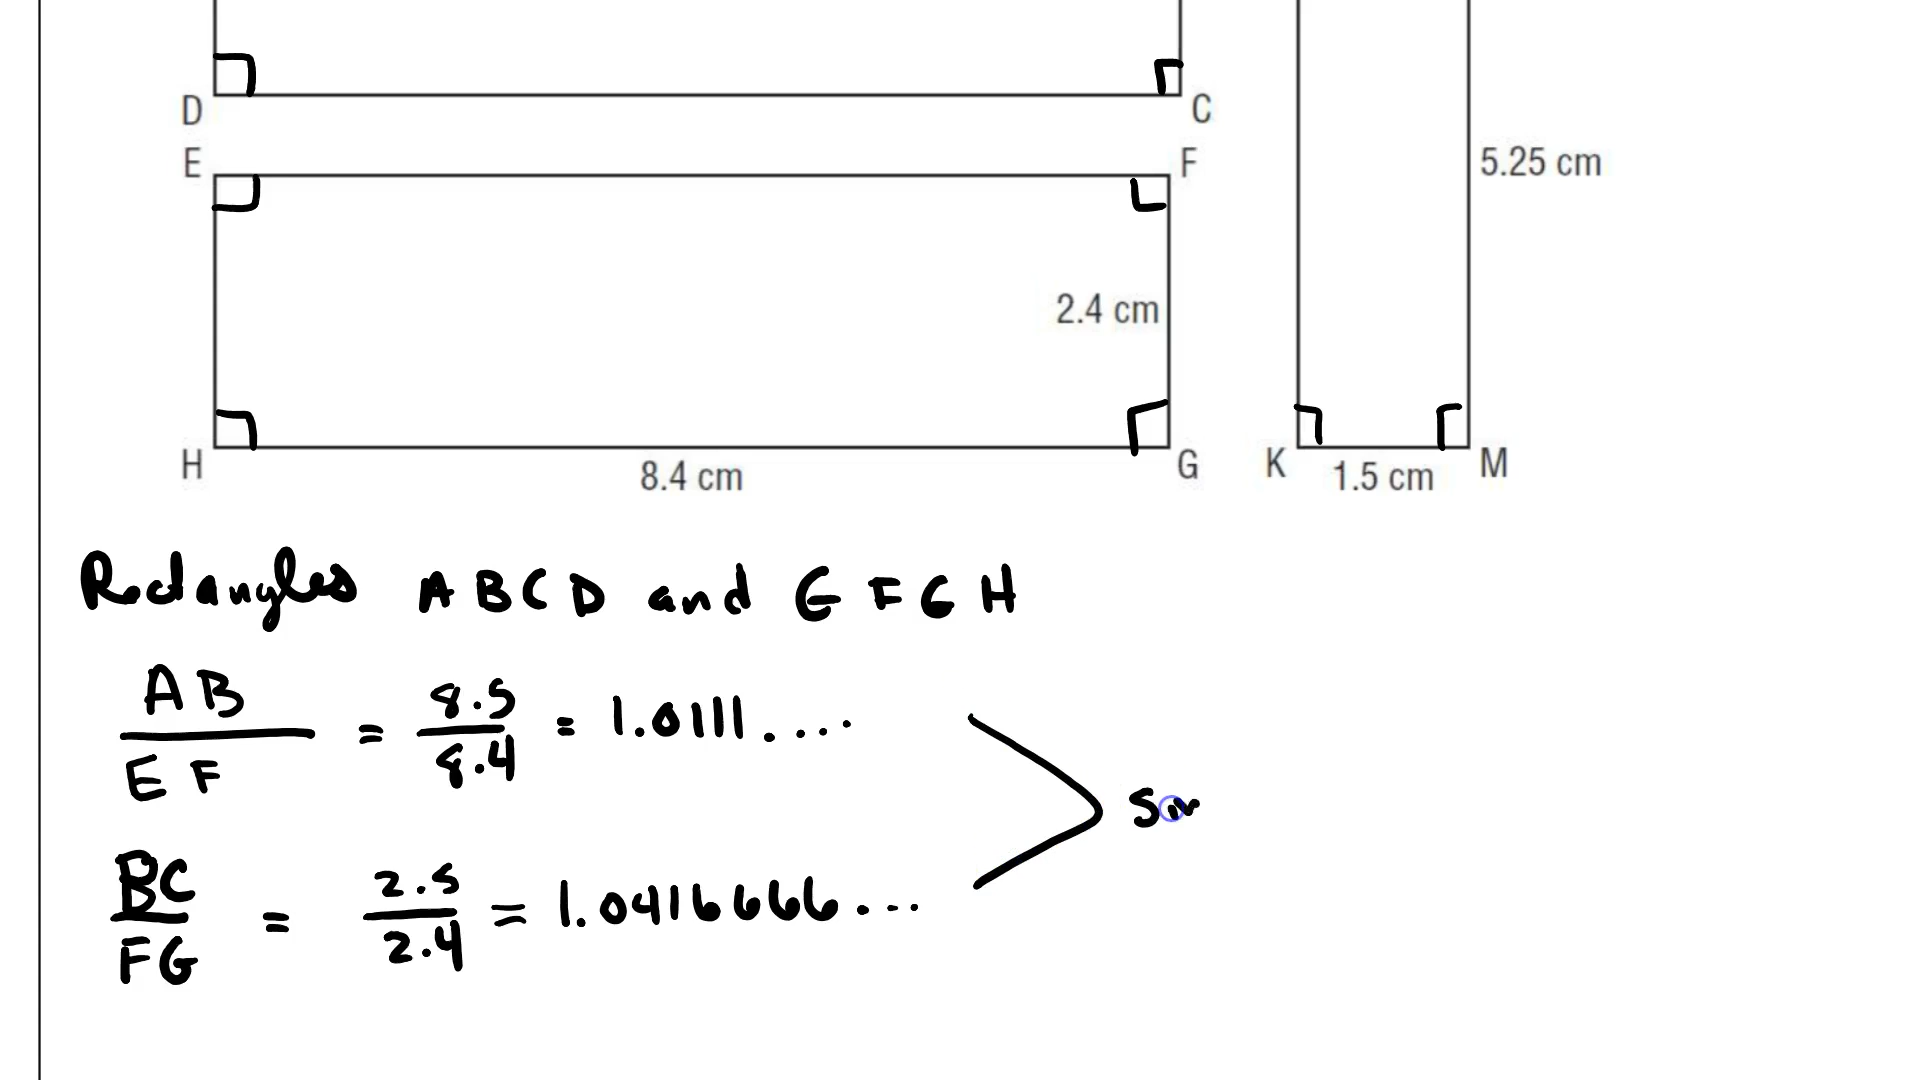 D
C
E
F
5.25 cm
2.4 cm
H
G
K
M
8.4 cm
1.5 cm
Rectangles ABCD and EFGH
AB
EF
=
8.5
8.4
= 1.0111....
BC
FG
=
2.5
2.4
= 1.0416666...